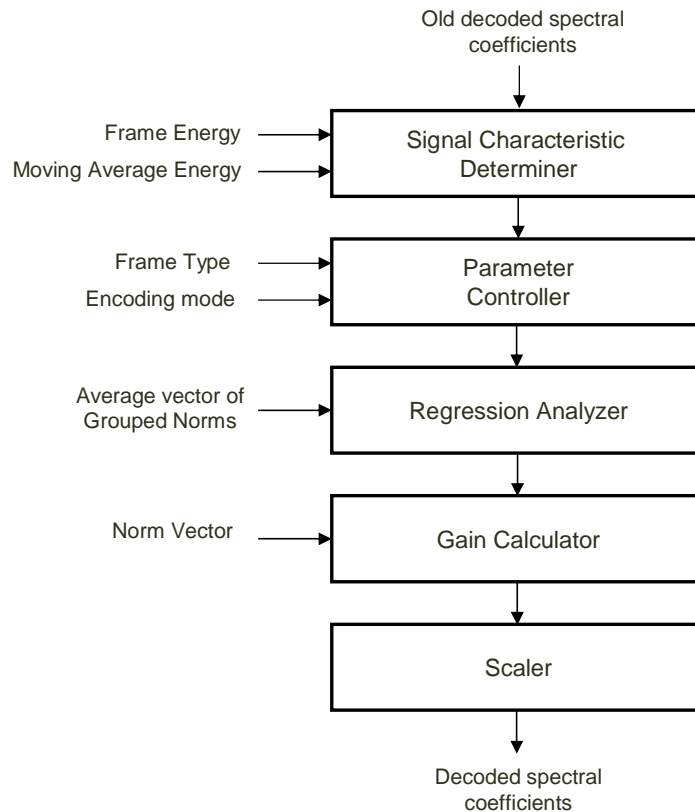 Old decoded spectral
coefficients
Frame Energy
Moving Average Energy
Signal Characteristic
Determiner
Frame Type
Encoding mode
Parameter
Controller
Average vector of
Grouped Norms
Regression Analyzer
Norm Vector
Gain Calculator
Scaler
Decoded spectral
coefficients